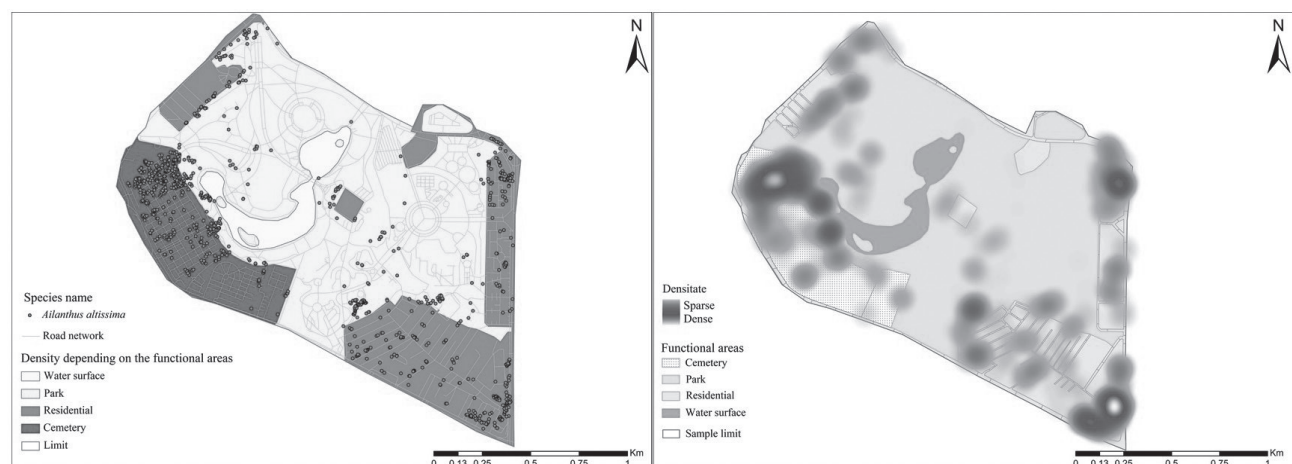 N
Species name
Ailanthus altissima
Road network
Density depending on the functional areas
Water surface
Park
Residential
Cemetery
Limit
Km
0 0.13 0.25 0.5 0.75 1
N
Densitate
Sparse
Dense
Functional areas
Cemetery
Park
Residential
Water surface
Sample limit
Km
0 0.13 0.25 0.5 0.75 1